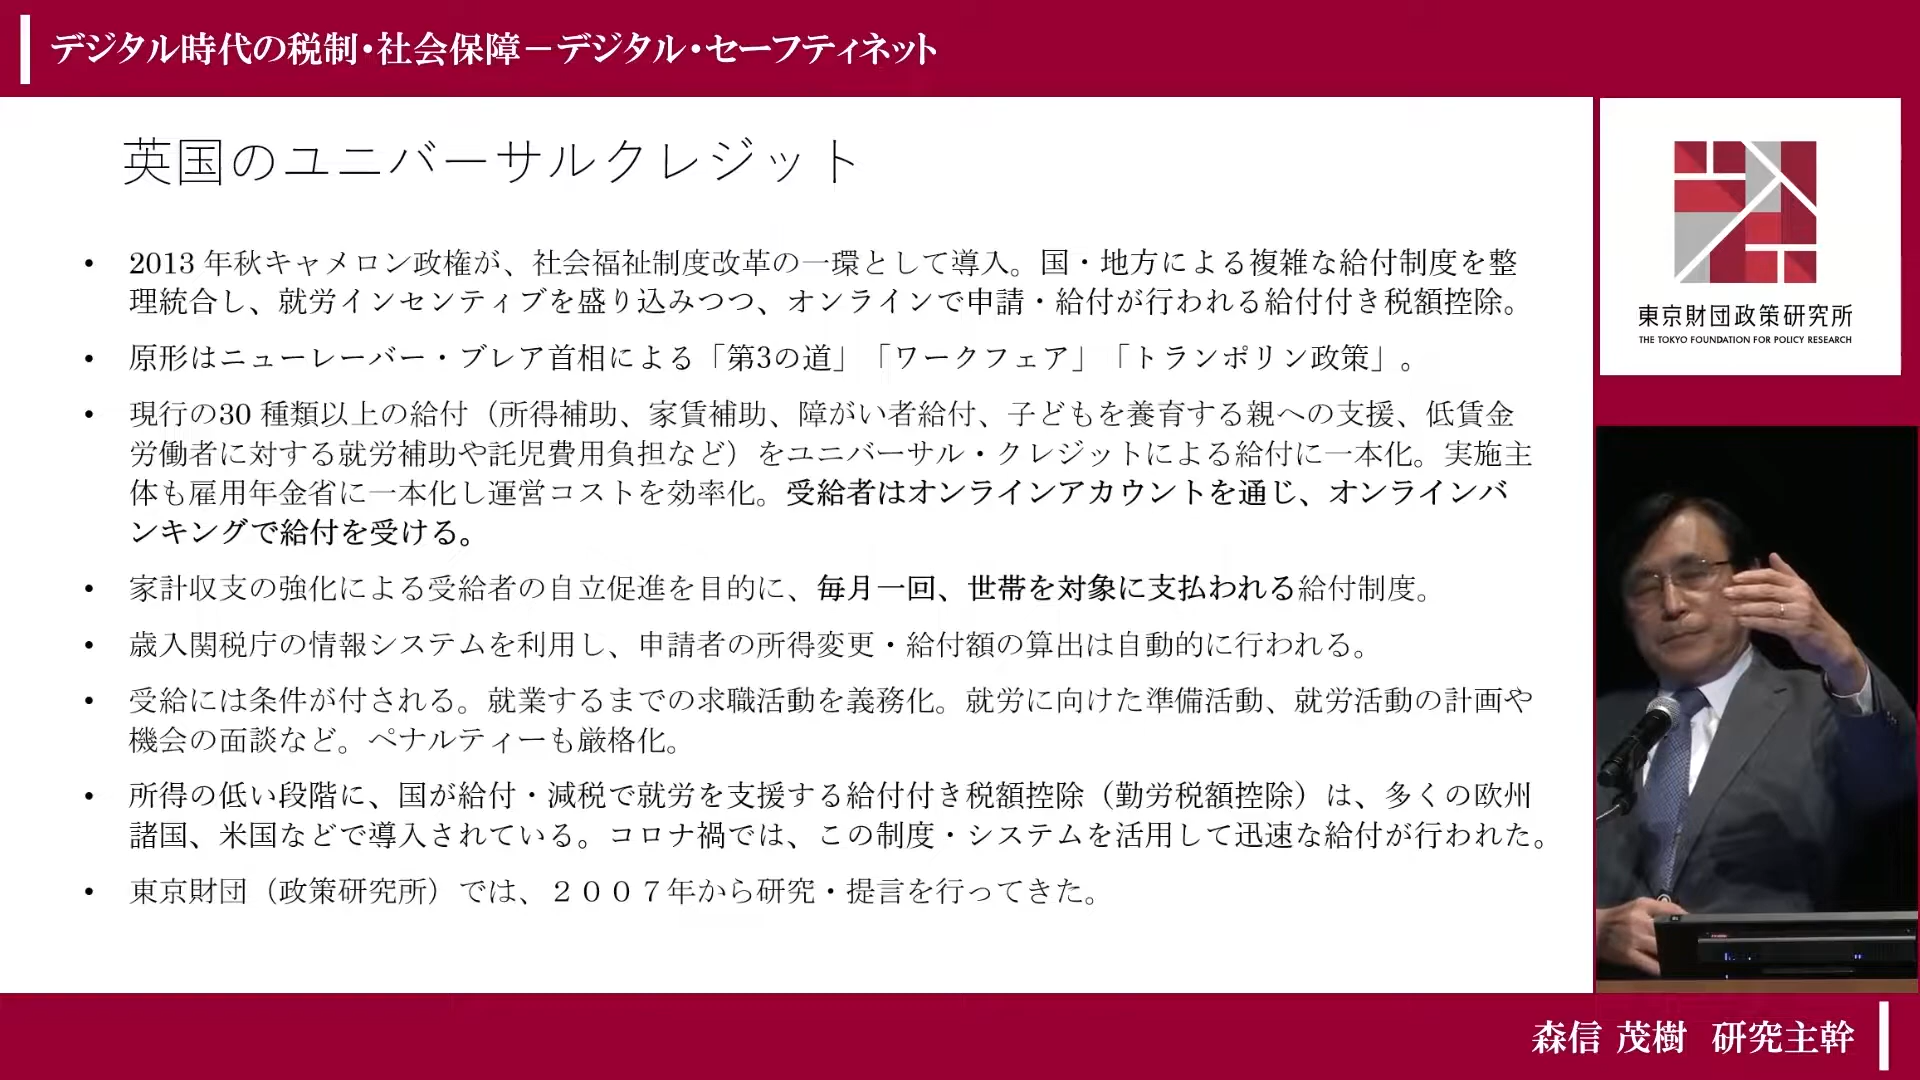 デジタル時代の税制･社会保障－デジタル･セーフティネット
英国のユニバーサルクレジット
• 2013 年秋キャメロン政権が、社会福祉制度改革の一環として導入。国・地方による複雑な給付制度を整
理統合し、就労インセンティブを盛り込みつつ、オンラインで申請・給付が行われる給付付き税額控除。
• 原形はニューレーバー・ブレア首相による「第3の道」「ワークフェア」「トランポリン政策」。
• 現行の30 種類以上の給付（所得補助、家賃補助、障がい者給付、子どもを養育する親への支援、低賃金
労働者に対する就労補助や託児費用負担など）をユニバーサル・クレジットによる給付に一本化。実施主
体も雇用年金省に一本化し運営コストを効率化。受給者はオンラインアカウントを通じ、オンラインバ
ンキングで給付を受ける。
• 家計収支の強化による受給者の自立促進を目的に、毎月一回、世帯を対象に支払われる給付制度。
• 歳入関税庁の情報システムを利用し、申請者の所得変更・給付額の算出は自動的に行われる。
• 受給には条件が付される。就業するまでの求職活動を義務化。就労に向けた準備活動、就労活動の計画や
機会の面談など。ペナルティーも厳格化。
• 所得の低い段階に、国が給付・減税で就労を支援する給付付き税額控除（勤労税額控除）は、多くの欧州
諸国、米国などで導入されている。コロナ禍では、この制度・システムを活用して迅速な給付が行われた。
• 東京財団（政策研究所）では、２００７年から研究・提言を行ってきた。
東京財団政策研究所
THE TOKYO FOUNDATION FOR POLICY RESEARCH
森信 茂樹 研究主幹